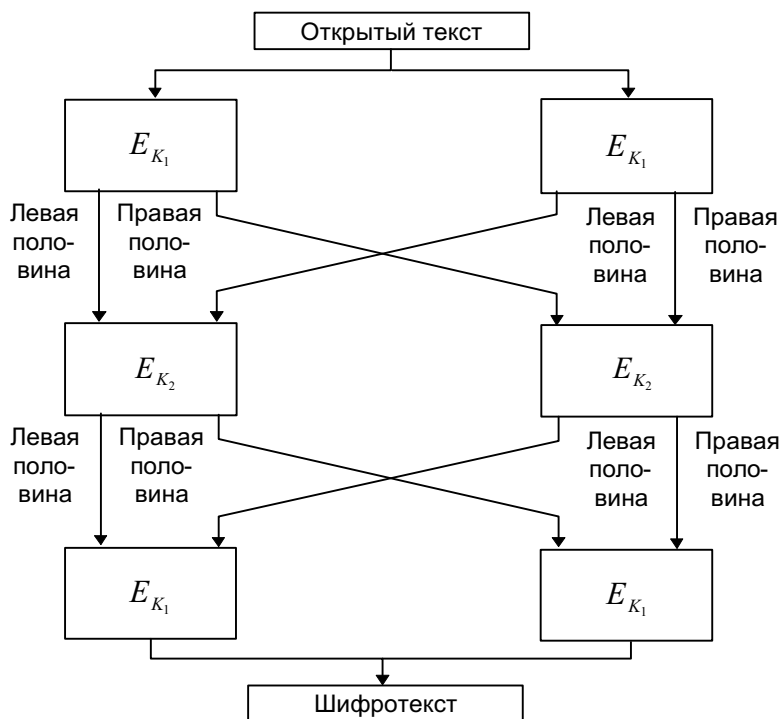 Открытый текст
E_{K_1}
E_{K_1}
Левая
поло-
вина
Правая
поло-
вина
Левая
поло-
вина
Правая
поло-
вина
E_{K_2}
E_{K_2}
Левая
поло-
вина
Правая
поло-
вина
Левая
поло-
вина
Правая
поло-
вина
E_{K_1}
E_{K_1}
Шифротекст